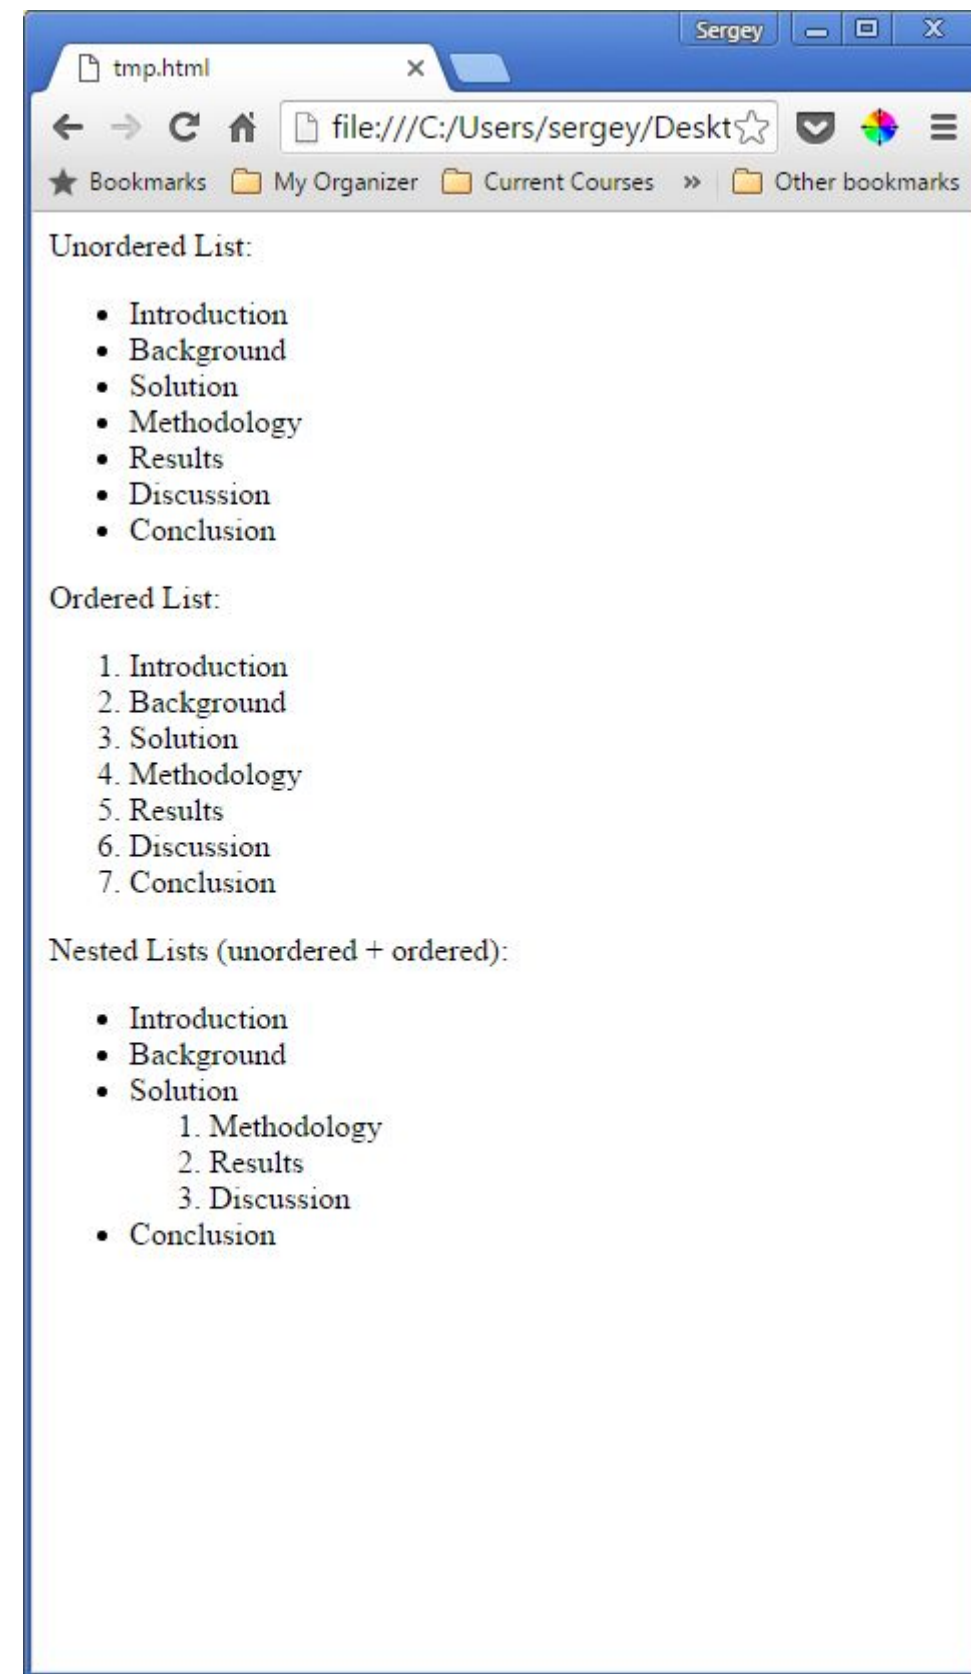 Sergey
tmp.html
file:///C:/Users/sergey/Deskt
Bookmarks My Organizer Current Courses » Other bookmarks
Unordered List:
• Introduction
• Background
• Solution
• Methodology
• Results
• Discussion
• Conclusion
Ordered List:
1. Introduction
2. Background
3. Solution
4. Methodology
5. Results
6. Discussion
7. Conclusion
Nested Lists (unordered + ordered):
• Introduction
• Background
• Solution
1. Methodology
2. Results
3. Discussion
• Conclusion